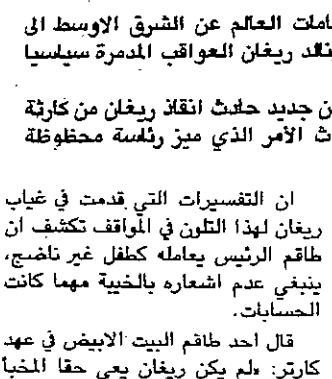 امات العالم عن الشرق الاوسط الى
نالد ريغان العواقب المدمرة سياسيا
ن جديد حادث انقاذ ريغان من كارثة
ث الأمر الذي ميز رئاسة محظوظة
ان التفسيرات التي قدمت في غياب
ريغان لهذا التلون في المواقف تكشف ان
طاقم الرئيس يعامله كطفل غير ناضج،
ينبغي عدم اشعاره بالخيبة مهما كانت
الحسابات.
قال احد طاقم البيت الابيض في عهد
كارتر: «لم يكن ريغان يعي حقا المخبأ